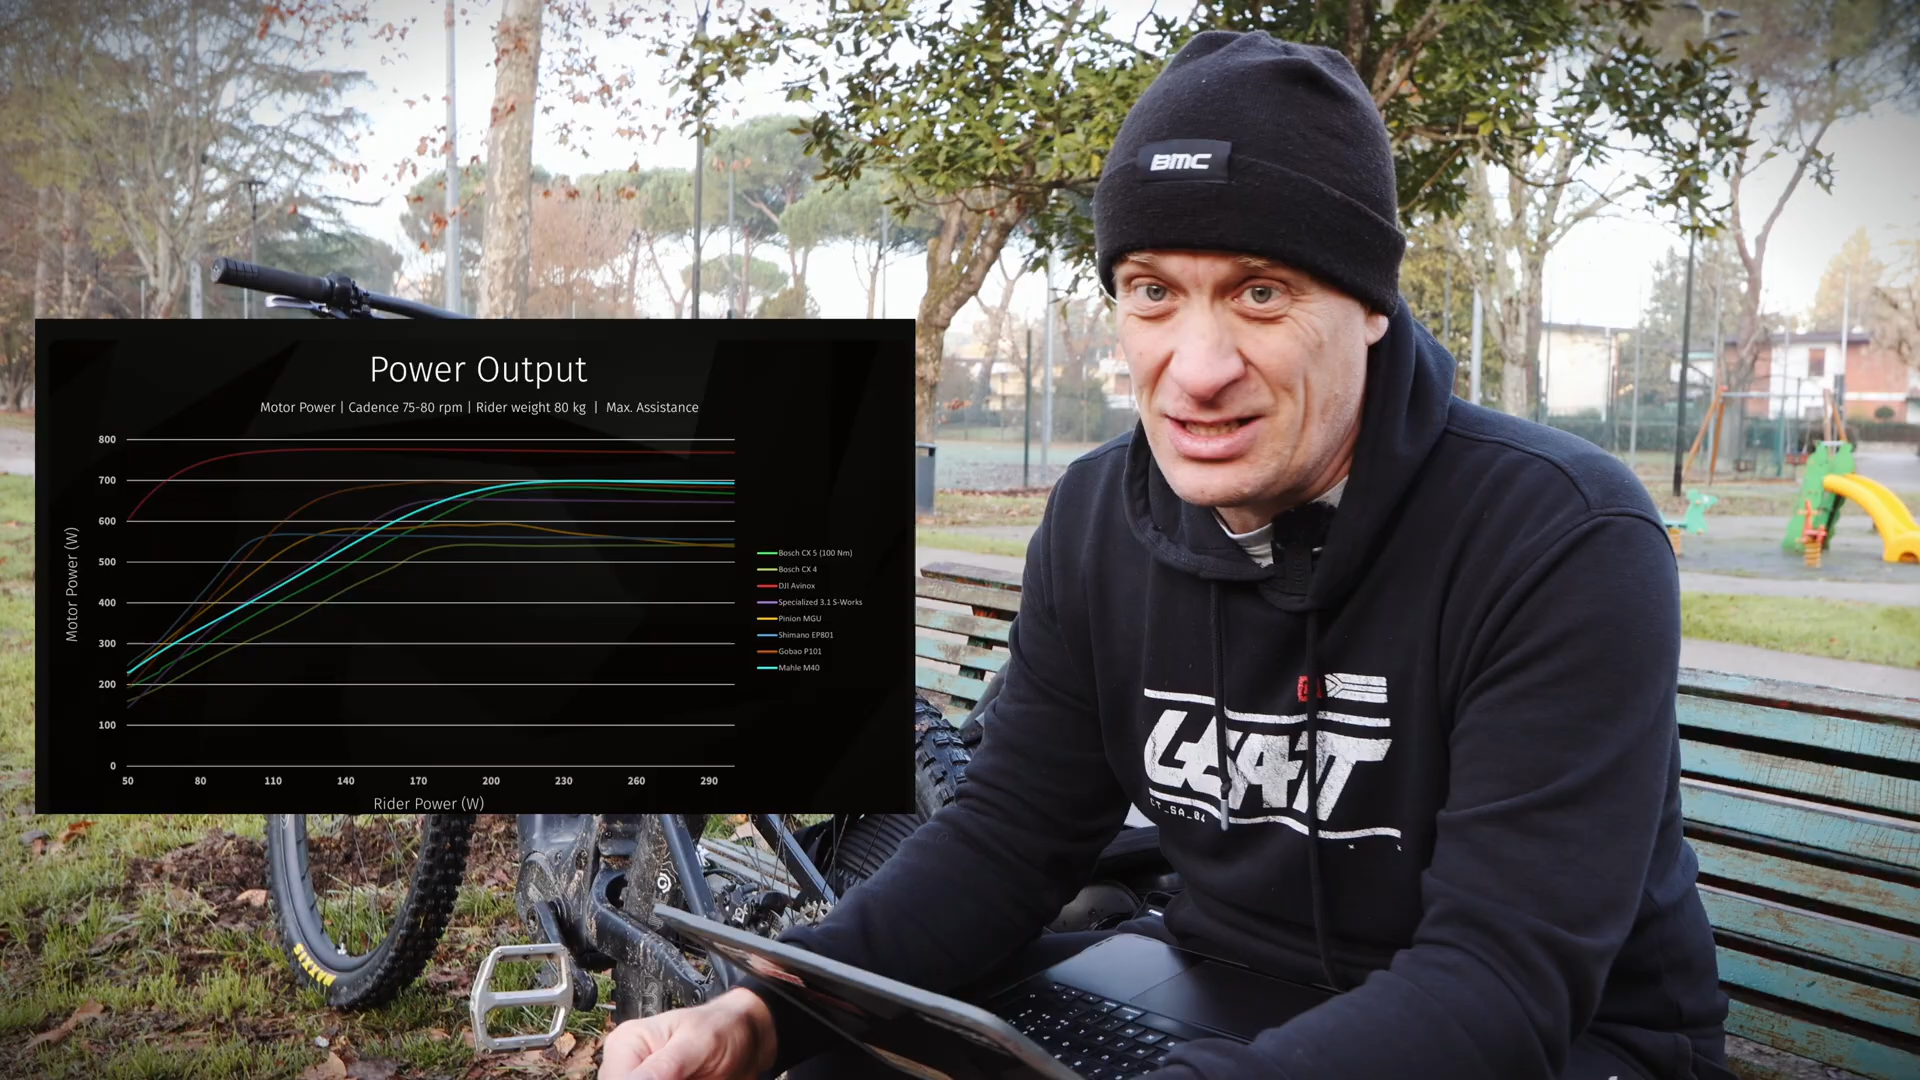 BMC
Power Output
Motor Power | Cadence 75-80 rpm | Rider weight 80 kg | Max. Assistance
800
700
600
500
400
300
200
100
0
Motor Power (W)
50 80 110 140 170 200 230 260 290
Rider Power (W)
Bosch CX 5 (100 Nm)
Bosch CX 4
DJI Avinox
Specialized 3.1 S-Works
Pinion MGU
Shimano EP801
Gobao P101
Mahle M40
LEATT
CT_SA_04
MAXXIS